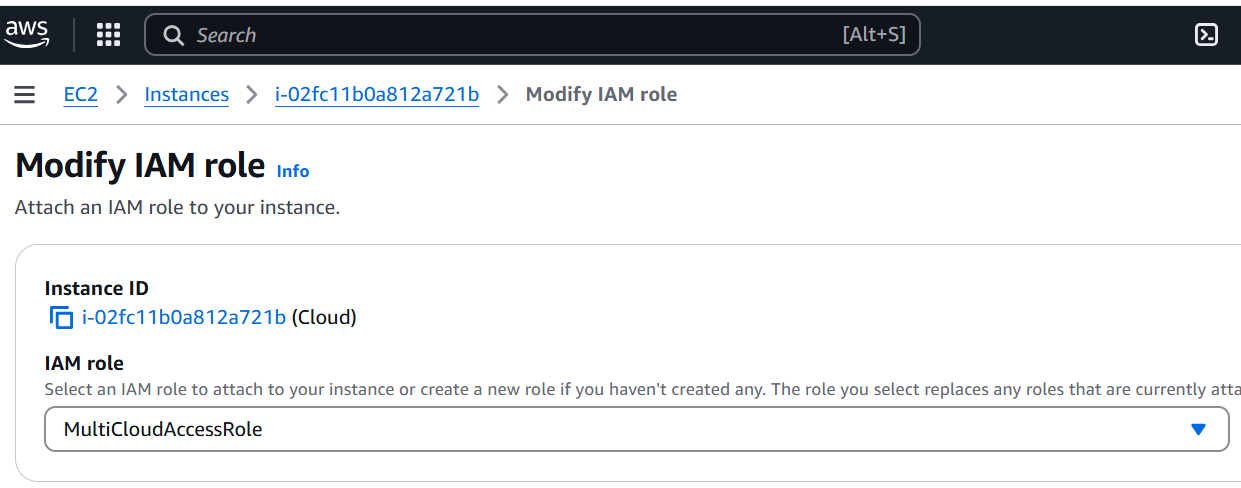 aws Search [Alt+S]
EC2 > Instances > i-02fc11b0a812a721b > Modify IAM role
Modify IAM role Info
Attach an IAM role to your instance.
Instance ID
i-02fc11b0a812a721b (Cloud)
IAM role
Select an IAM role to attach to your instance or create a new role if you haven't created any. The role you select replaces any roles that are currently atta
MultiCloudAccessRole